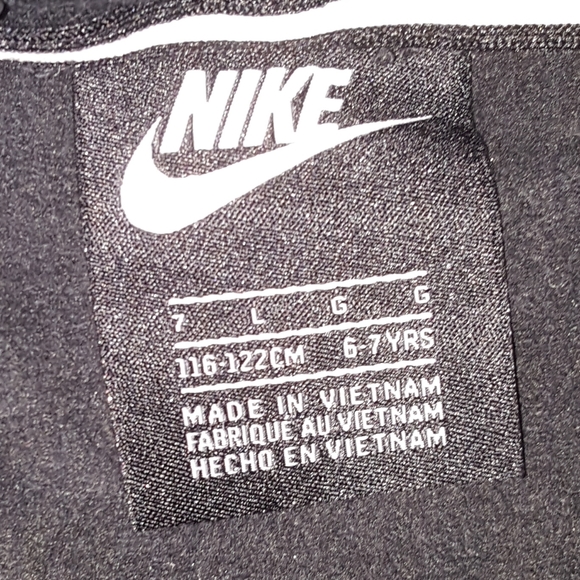 NIKE
7 L G G
116-122CM 6-7YRS
MADE IN VIETNAM
FABRIQUE AU VIETNAM
HECHO EN VIETNAM